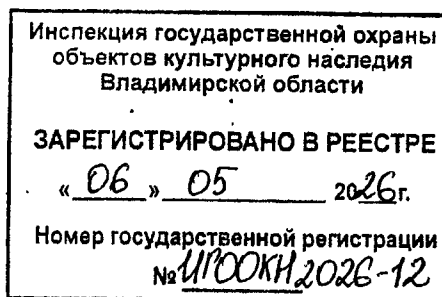 Инспекция государственной охраны
объектов культурного наследия
Владимирской области
ЗАРЕГИСТРИРОВАНО В РЕЕСТРЕ
« 06 » 05 2026г.
Номер государственной регистрации
№ ИГООКН 2026-12